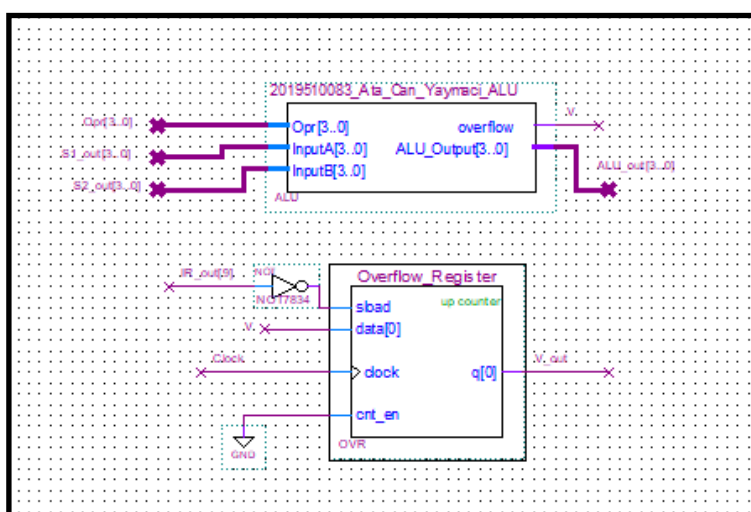 2019510083_Ata_Can_Yaymaci_ALU
Opr[3..0]
Opr[3..0]
overflow
V
S1_out[3..0]
InputA[3..0]
ALU_Output[3..0]
ALU_out[3..0]
S2_out[3..0]
InputB[3..0]
ALU
IR_out[9]
NOT
Overflow_Register
up counter
sload
V
data[0]
Clock
clock
q[0]
V_out
cnt_en
OVR
GND